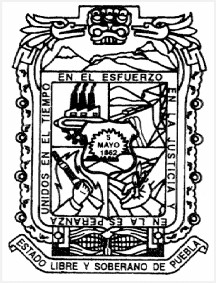 UNIDOS EN EL TIEMPO
EN EL ESFUERZO
EN LA JUSTICIA
EN LA ESPERANZA
5
MAYO
1862
ESTADO LIBRE Y SOBERANO DE PUEBLA